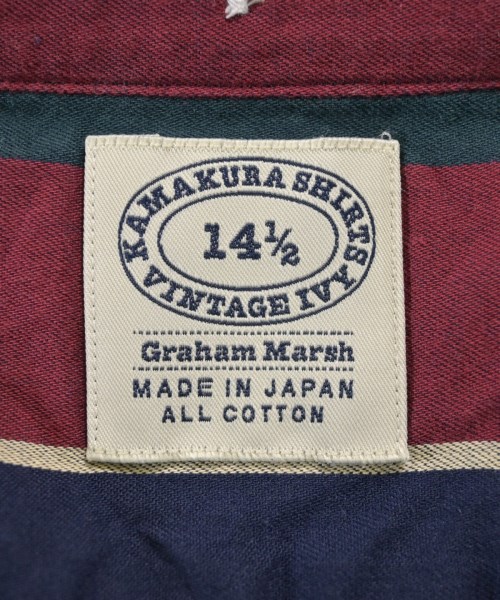 KAMAKURA SHIRTS
14½
VINTAGE IVY
Graham Marsh
MADE IN JAPAN
ALL COTTON